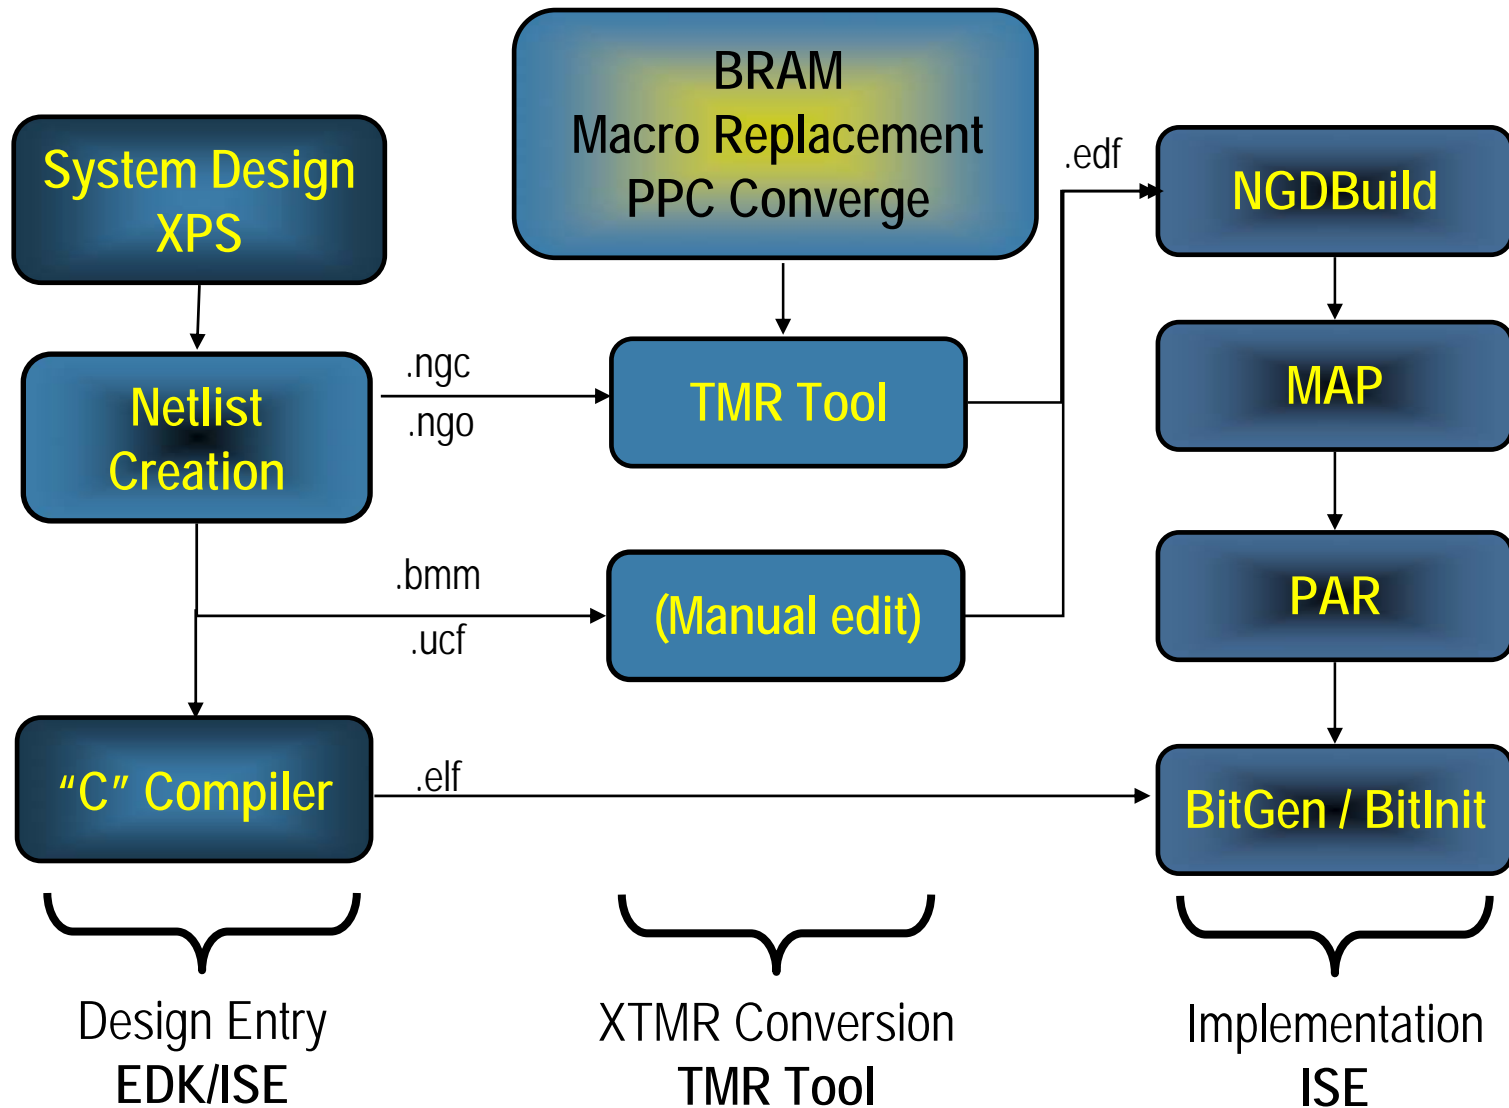 System Design
XPS
Netlist
Creation
“C” Compiler
.ngc
.ngo
.bmm
.ucf
.elf
BRAM
Macro Replacement
PPC Converge
TMR Tool
(Manual edit)
.edf
NGDBuild
MAP
PAR
BitGen / BitInit
Design Entry
EDK/ISE
XTMR Conversion
TMR Tool
Implementation
ISE